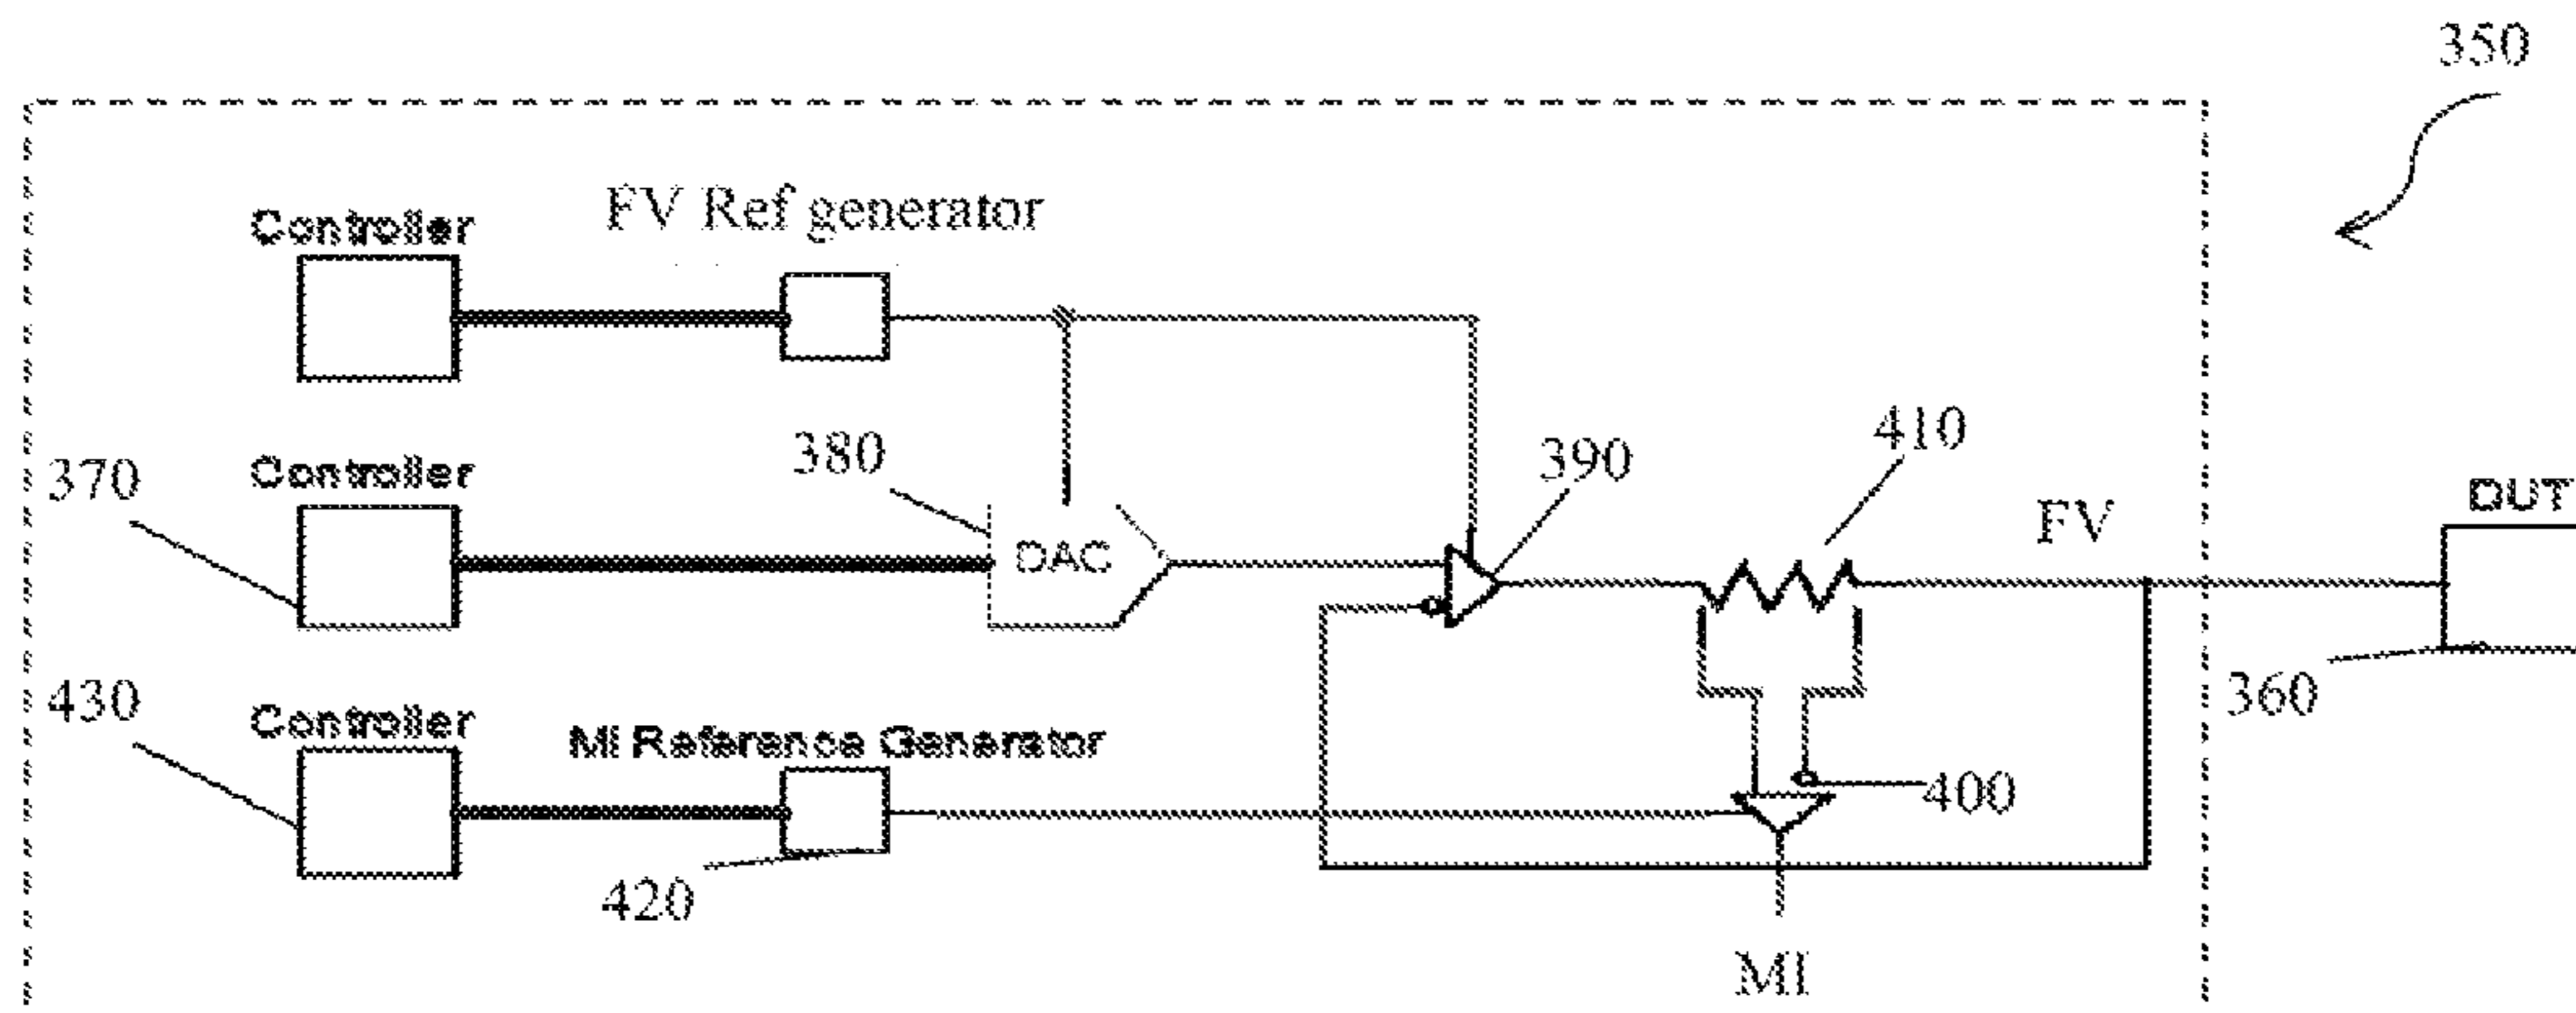 350
Controller
FV Ref generator
370
Controller
380
DAC
390
410
FV
DUT
360
430
Controller
MI Reference Generator
420
400
MI